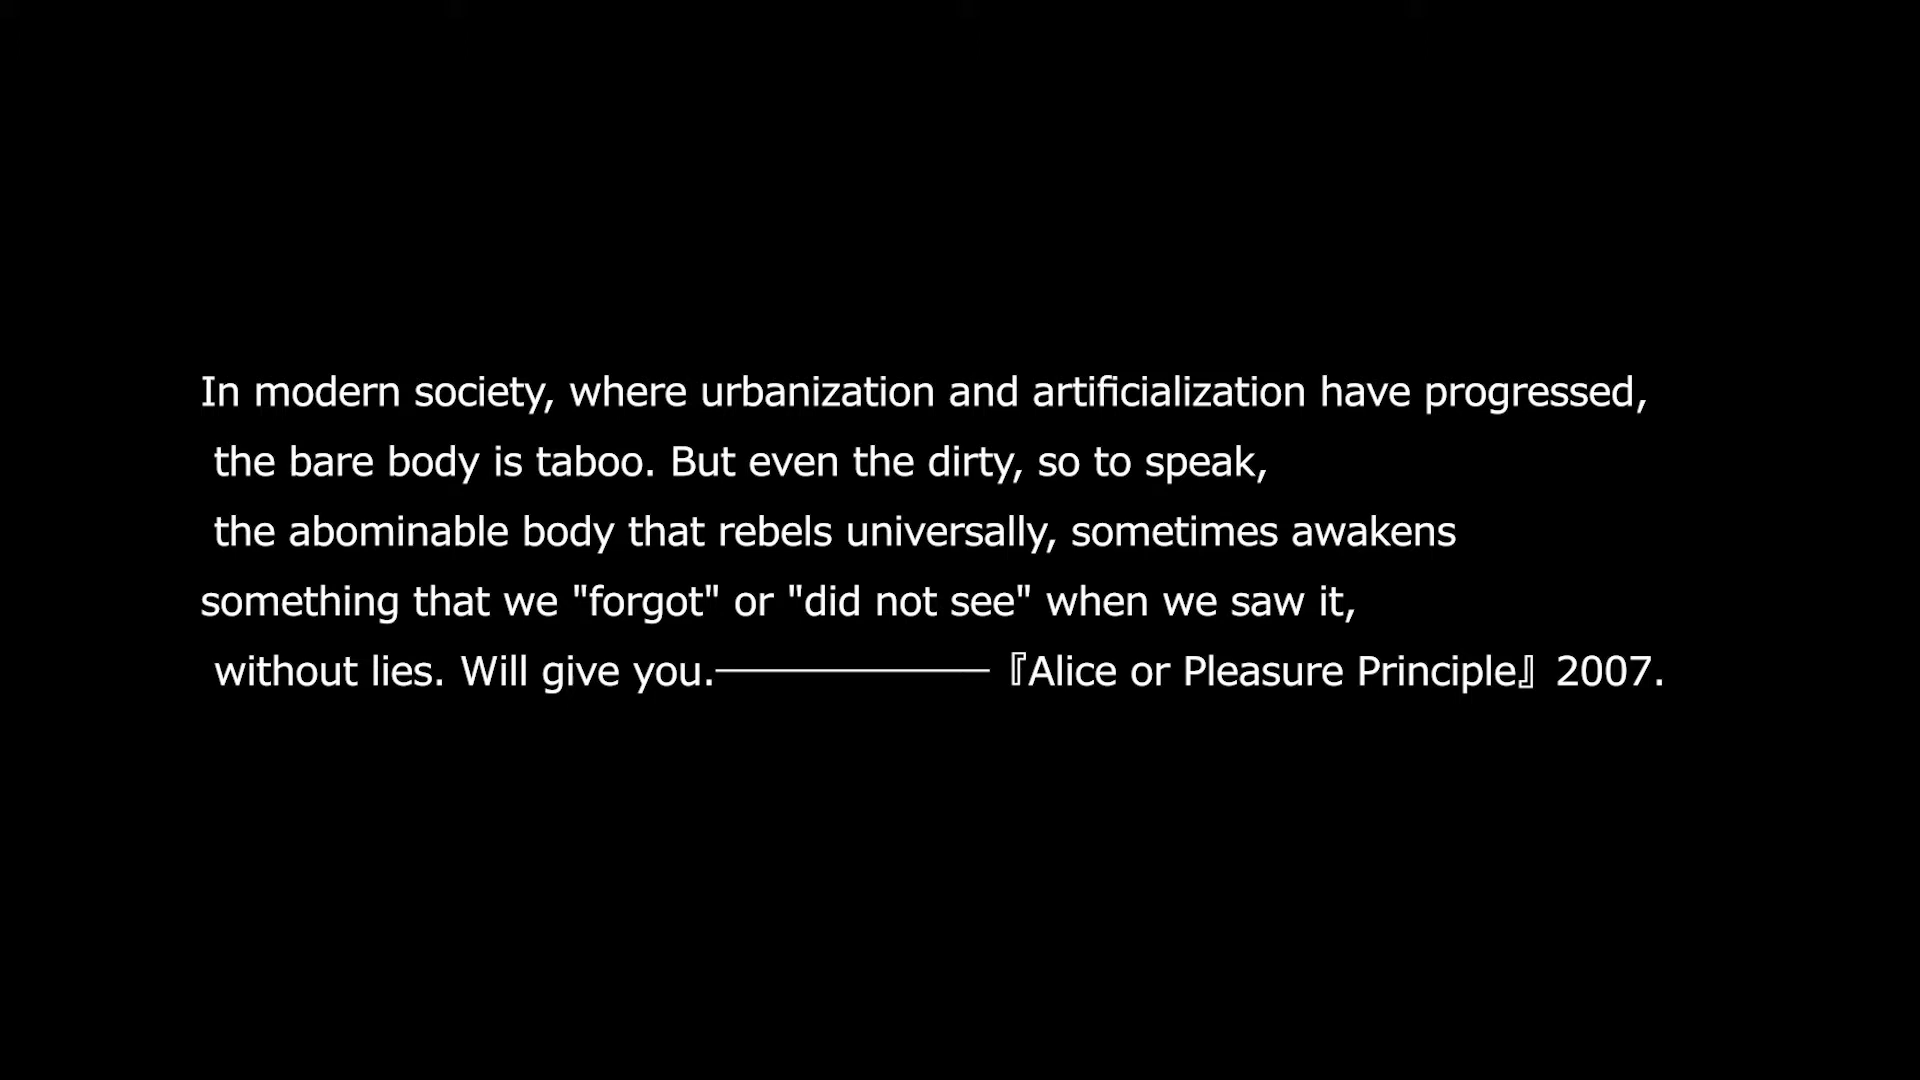 In modern society, where urbanization and artificialization have progressed,
the bare body is taboo. But even the dirty, so to speak,
the abominable body that rebels universally, sometimes awakens
something that we "forgot" or "did not see" when we saw it,
without lies. Will give you.――――――『Alice or Pleasure Principle』2007.